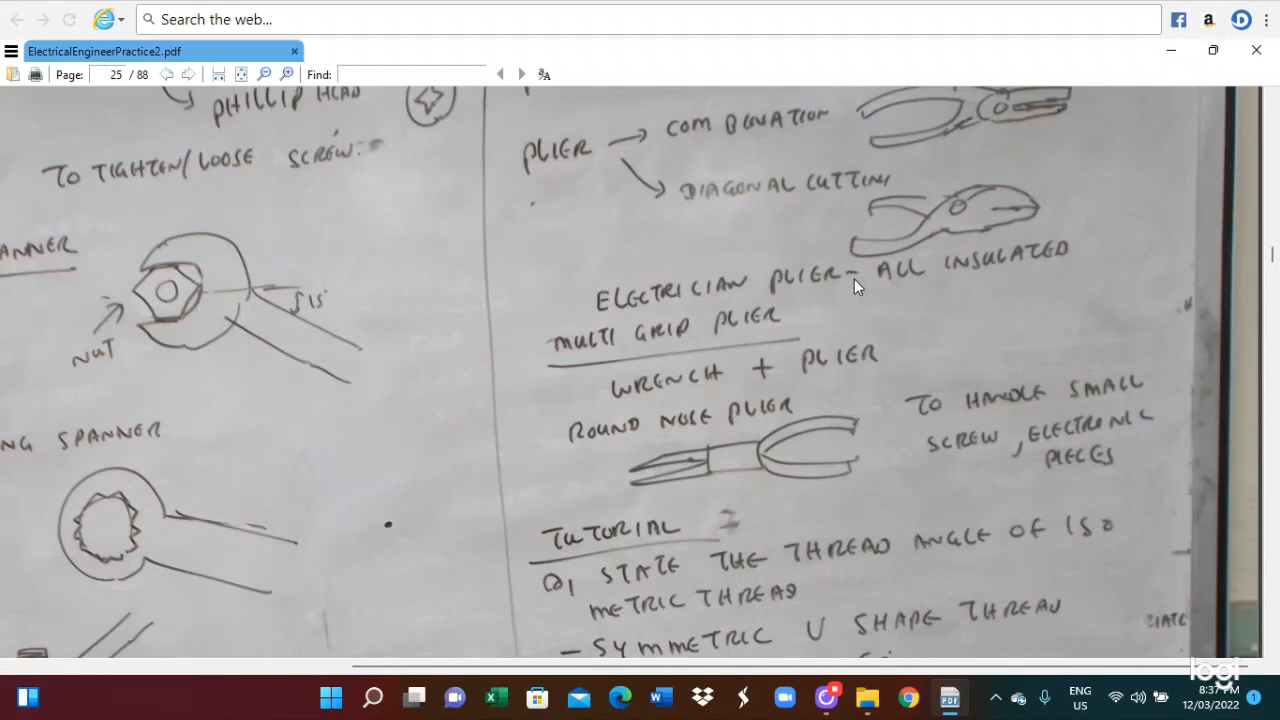 Search the web...
ElectricalEngineerPractice2.pdf
Page: 25 / 88 Find:
PHILLIP HEAD
TO TIGHTEN/LOOSE SCREW:
ANNER
NUT
NG SPANNER
PLIER → COMBINATION
→ DIAGONAL CUTTING
ELECTRICIAN PLIER - ALL INSULATED
MULTI GRIP PLIER
WRENCH + PLIER
ROUND NOSE PLIER
TO HANDLE SMALL
SCREW, ELECTRONIC
PIECES
TUTORIAL 2
Q1 STATE THE THREAD ANGLE OF ISO
METRIC THREAD
- SYMMETRIC V SHAPE THREAD
logi
ENG
US
8:37 PM
12/03/2022